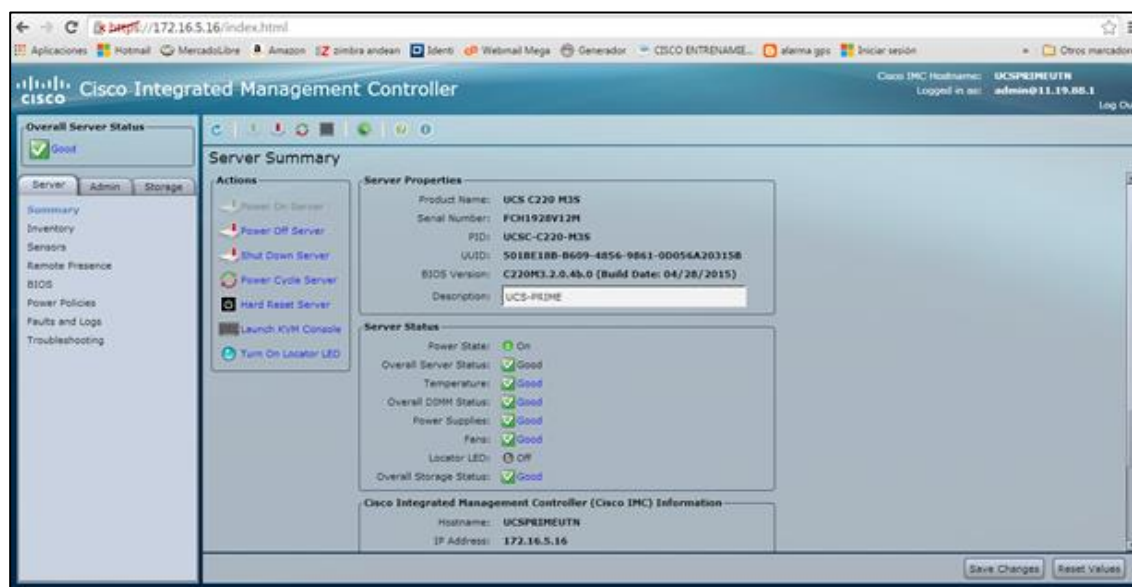 https://172.16.5.16/index.html
Aplicaciones Hotmail MercadoLibre Amazon zimbra andean Identi Webmail Mega Generador CISCO ENTRENAMIE... alarma gps Iniciar sesión » Otros marcador
CISCO Cisco Integrated Management Controller
Cisco IMC Hostname: UCSPRIMEUTN
Logged in as: admin@11.19.88.1
Log Ou
Overall Server Status
Good
Server Admin Storage
Summary
Inventory
Sensors
Remote Presence
BIOS
Power Policies
Faults and Logs
Troubleshooting
Server Summary
Actions
Power On Server
Power Off Server
Shut Down Server
Power Cycle Server
Hard Reset Server
Launch KVM Console
Turn On Locator LED
Server Properties
Product Name: UCS C220 M3S
Serial Number: FCH1928V12M
PID: UCSC-C220-M3S
UUID:
BIOS Version: C220M3.2.0.4b.0 (Build Date: 04/28/2015)
Description: UCS-PRIME
Server Status
Power State: On
Overall Server Status: Good
Temperature: Good
Overall DIMM Status: Good
Power Supplies: Good
Fans: Good
Locator LED: Off
Overall Storage Status: Good
Cisco Integrated Management Controller (Cisco IMC) Information
Hostname: UCSPRIMEUTN
IP Address: 172.16.5.16
Save Changes Reset Values